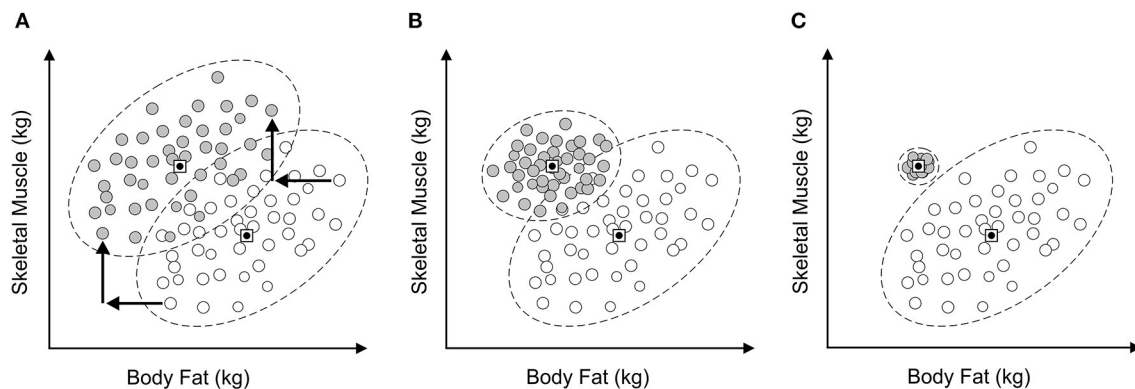 A
Skeletal Muscle (kg)
Body Fat (kg)
B
Skeletal Muscle (kg)
Body Fat (kg)
C
Skeletal Muscle (kg)
Body Fat (kg)